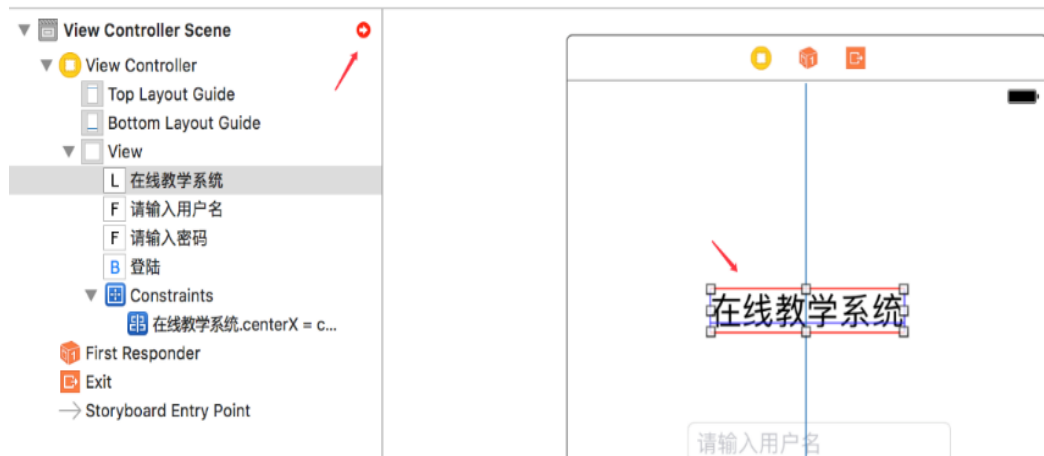 View Controller Scene
View Controller
Top Layout Guide
Bottom Layout Guide
View
L 在线教学系统
F 请输入用户名
F 请输入密码
B 登陆
Constraints
在线教学系统.centerX = c...
First Responder
Exit
Storyboard Entry Point
在线教学系统
请输入用户名